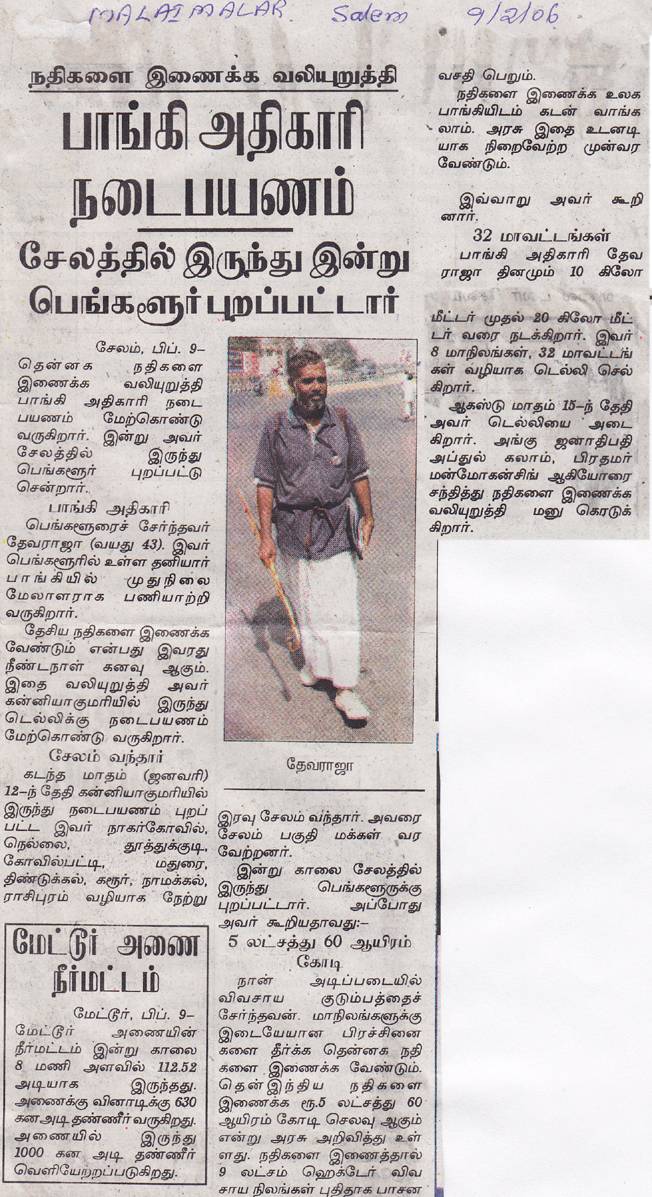 MALAI MALAR. Salem 9/2/06
நதிகளை இணைக்க வலியுறுத்தி
பாங்கி அதிகாரி
நடைபயணம்
சேலத்தில் இருந்து இன்று
பெங்களூர் புறப்பட்டார்
சேலம், பிப். 9–
தென்னக நதிகளை
இணைக்க வலியுறுத்தி
பாங்கி அதிகாரி நடை
பயணம் மேற்கொண்டு
வருகிறார். இன்று அவர்
சேலத்தில் இருந்து
பெங்களூர் புறப்பட்டு
சென்றார்.
பாங்கி அதிகாரி
பெங்களூரைச் சேர்ந்தவர்
தேவராஜா (வயது 43). இவர்
பெங்களூரில் உள்ள தனியார்
பாங்கியில் முதுநிலை
மேலாளராக பணியாற்றி
வருகிறார்.
தேசிய நதிகளை இணைக்க
வேண்டும் என்பது இவரது
நீண்டநாள் கனவு ஆகும்.
இதை வலியுறுத்தி அவர்
கன்னியாகுமரியில் இருந்து
டெல்லிக்கு நடைபயணம்
மேற்கொண்டு வருகிறார்.
சேலம் வந்தார்
கடந்த மாதம் (ஜனவரி)
12–ந் தேதி கன்னியாகுமரியில்
இருந்து நடைபயணம் புறப்
பட்ட இவர் நாகர்கோவில்,
நெல்லை, தூத்துக்குடி,
கோவில்பட்டி, மதுரை,
திண்டுக்கல், கரூர், நாமக்கல்,
ராசிபுரம் வழியாக நேற்று
தேவராஜா
இரவு சேலம் வந்தார். அவரை
சேலம் பகுதி மக்கள் வர
வேற்றனர்.
இன்று காலை சேலத்தில்
இருந்து பெங்களூருக்கு
புறப்பட்டார். அப்போது
அவர் கூறியதாவது:–
5 லட்சத்து 60 ஆயிரம்
கோடி
நான் அடிப்படையில்
விவசாய குடும்பத்தைச்
சேர்ந்தவன். மாநிலங்களுக்கு
இடையேயான பிரச்சினை
களை தீர்க்க தென்னக நதி
களை இணைக்க வேண்டும்.
தென் இந்திய நதிகளை
இணைக்க ரூ.5 லட்சத்து 60
ஆயிரம் கோடி செலவு ஆகும்
என்று அரசு அறிவித்து உள்
ளது. நதிகளை இணைத்தால்
9 லட்சம் ஹெக்டேர் விவ
சாய நிலங்கள் புதிதாக பாசன
வசதி பெறும்.
நதிகளை இணைக்க உலக
பாங்கியிடம் கடன் வாங்க
லாம். அரசு இதை உடனடி
யாக நிறைவேற்ற முன்வர
வேண்டும்.
இவ்வாறு அவர் கூறி
னார்.
32 மாவட்டங்கள்
பாங்கி அதிகாரி தேவ
ராஜா தினமும் 10 கிலோ
மீட்டர் முதல் 20 கிலோ மீட்
டர் வரை நடக்கிறார். இவர்
8 மாநிலங்கள், 32 மாவட்டங்
கள் வழியாக டெல்லி செல்
கிறார்.
ஆகஸ்டு மாதம் 15–ந் தேதி
அவர் டெல்லியை அடை
கிறார். அங்கு ஜனாதிபதி
அப்துல் கலாம், பிரதமர்
மன்மோகன்சிங் ஆகியோரை
சந்தித்து நதிகளை இணைக்க
வலியுறுத்தி மனு கொடுக்
கிறார்.
மேட்டூர் அணை
நீர்மட்டம்
மேட்டூர், பிப். 9–
மேட்டூர் அணையின்
நீர்மட்டம் இன்று காலை
8 மணி அளவில் 112.52
அடியாக இருந்தது.
அணைக்கு வினாடிக்கு 630
கனஅடி தண்ணீர் வருகிறது.
அணையில் இருந்து
1000 கன அடி தண்ணீர்
வெளியேற்றப்படுகிறது.